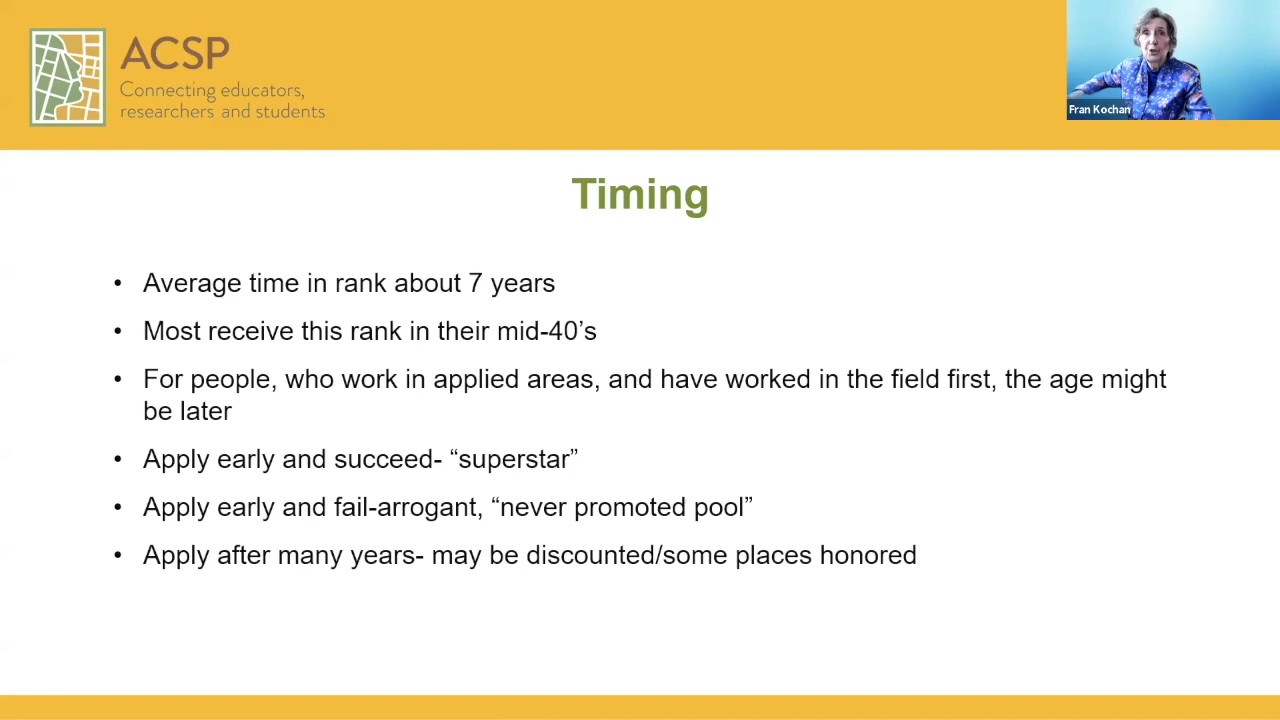 ACSP
Connecting educators,
researchers and students
Fran Kochan
Timing
• Average time in rank about 7 years
• Most receive this rank in their mid-40’s
• For people, who work in applied areas, and have worked in the field first, the age might
be later
• Apply early and succeed- “superstar”
• Apply early and fail-arrogant, “never promoted pool”
• Apply after many years- may be discounted/some places honored